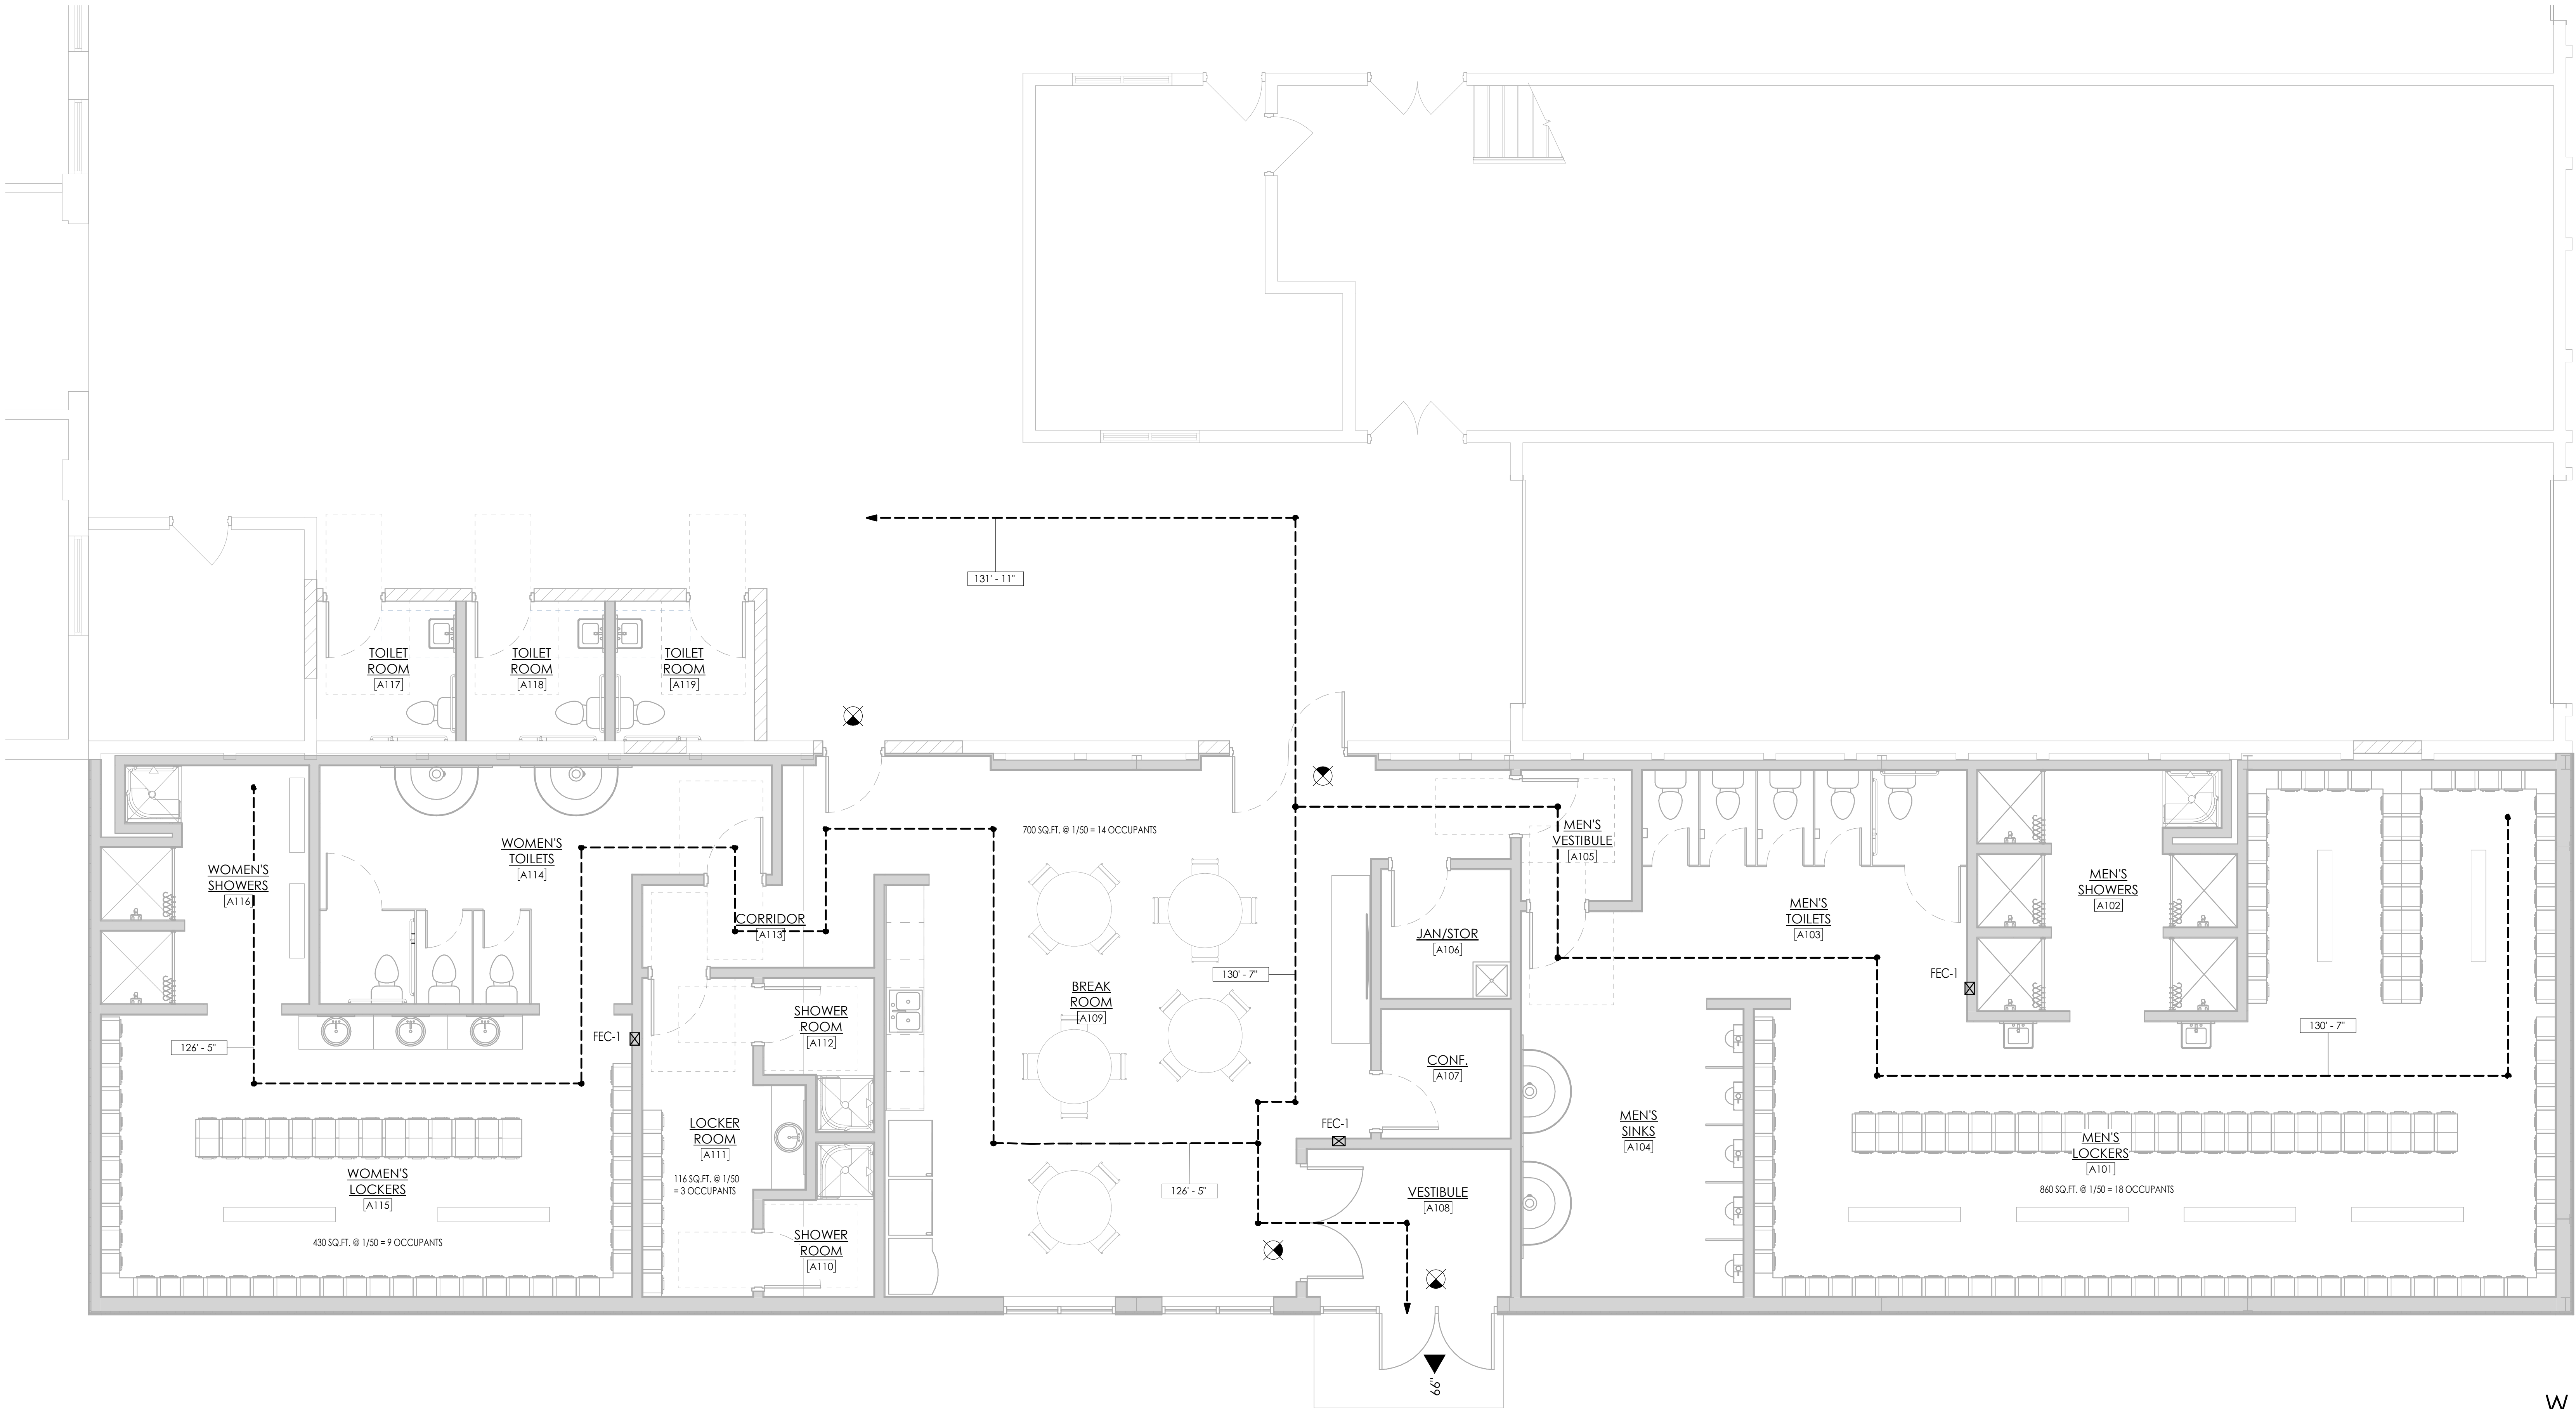 131' - 11"
TOILET
ROOM
A117
TOILET
ROOM
A118
TOILET
ROOM
A119
WOMEN'S
SHOWERS
A116
WOMEN'S
TOILETS
A114
CORRIDOR
A113
700 SQ.FT. @ 1/50 = 14 OCCUPANTS
MEN'S
VESTIBULE
A105
MEN'S
TOILETS
A103
MEN'S
SHOWERS
A102
JAN/STOR
A106
130' - 7"
FEC-1
BREAK
ROOM
A109
SHOWER
ROOM
A112
FEC-1
126' - 5"
130' - 7"
CONF.
A107
FEC-1
LOCKER
ROOM
A111
116 SQ.FT. @ 1/50
= 3 OCCUPANTS
MEN'S
SINKS
A104
MEN'S
LOCKERS
A101
860 SQ.FT. @ 1/50 = 18 OCCUPANTS
WOMEN'S
LOCKERS
A115
430 SQ.FT. @ 1/50 = 9 OCCUPANTS
126' - 5"
VESTIBULE
A108
SHOWER
ROOM
A110
66"
W